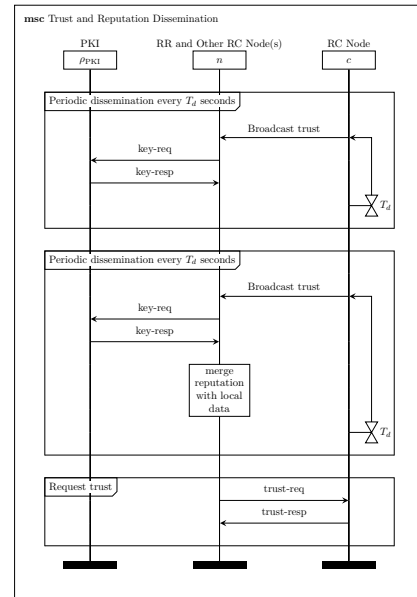 msc Trust and Reputation Dissemination
PKI
RR and Other RC Node(s)
RC Node
ρPKI
n
c
Periodic dissemination every Td seconds
Broadcast trust
key-req
key-resp
Td
Periodic dissemination every Td seconds
Broadcast trust
key-req
key-resp
merge
reputation
with local
data
Td
Request trust
trust-req
trust-resp